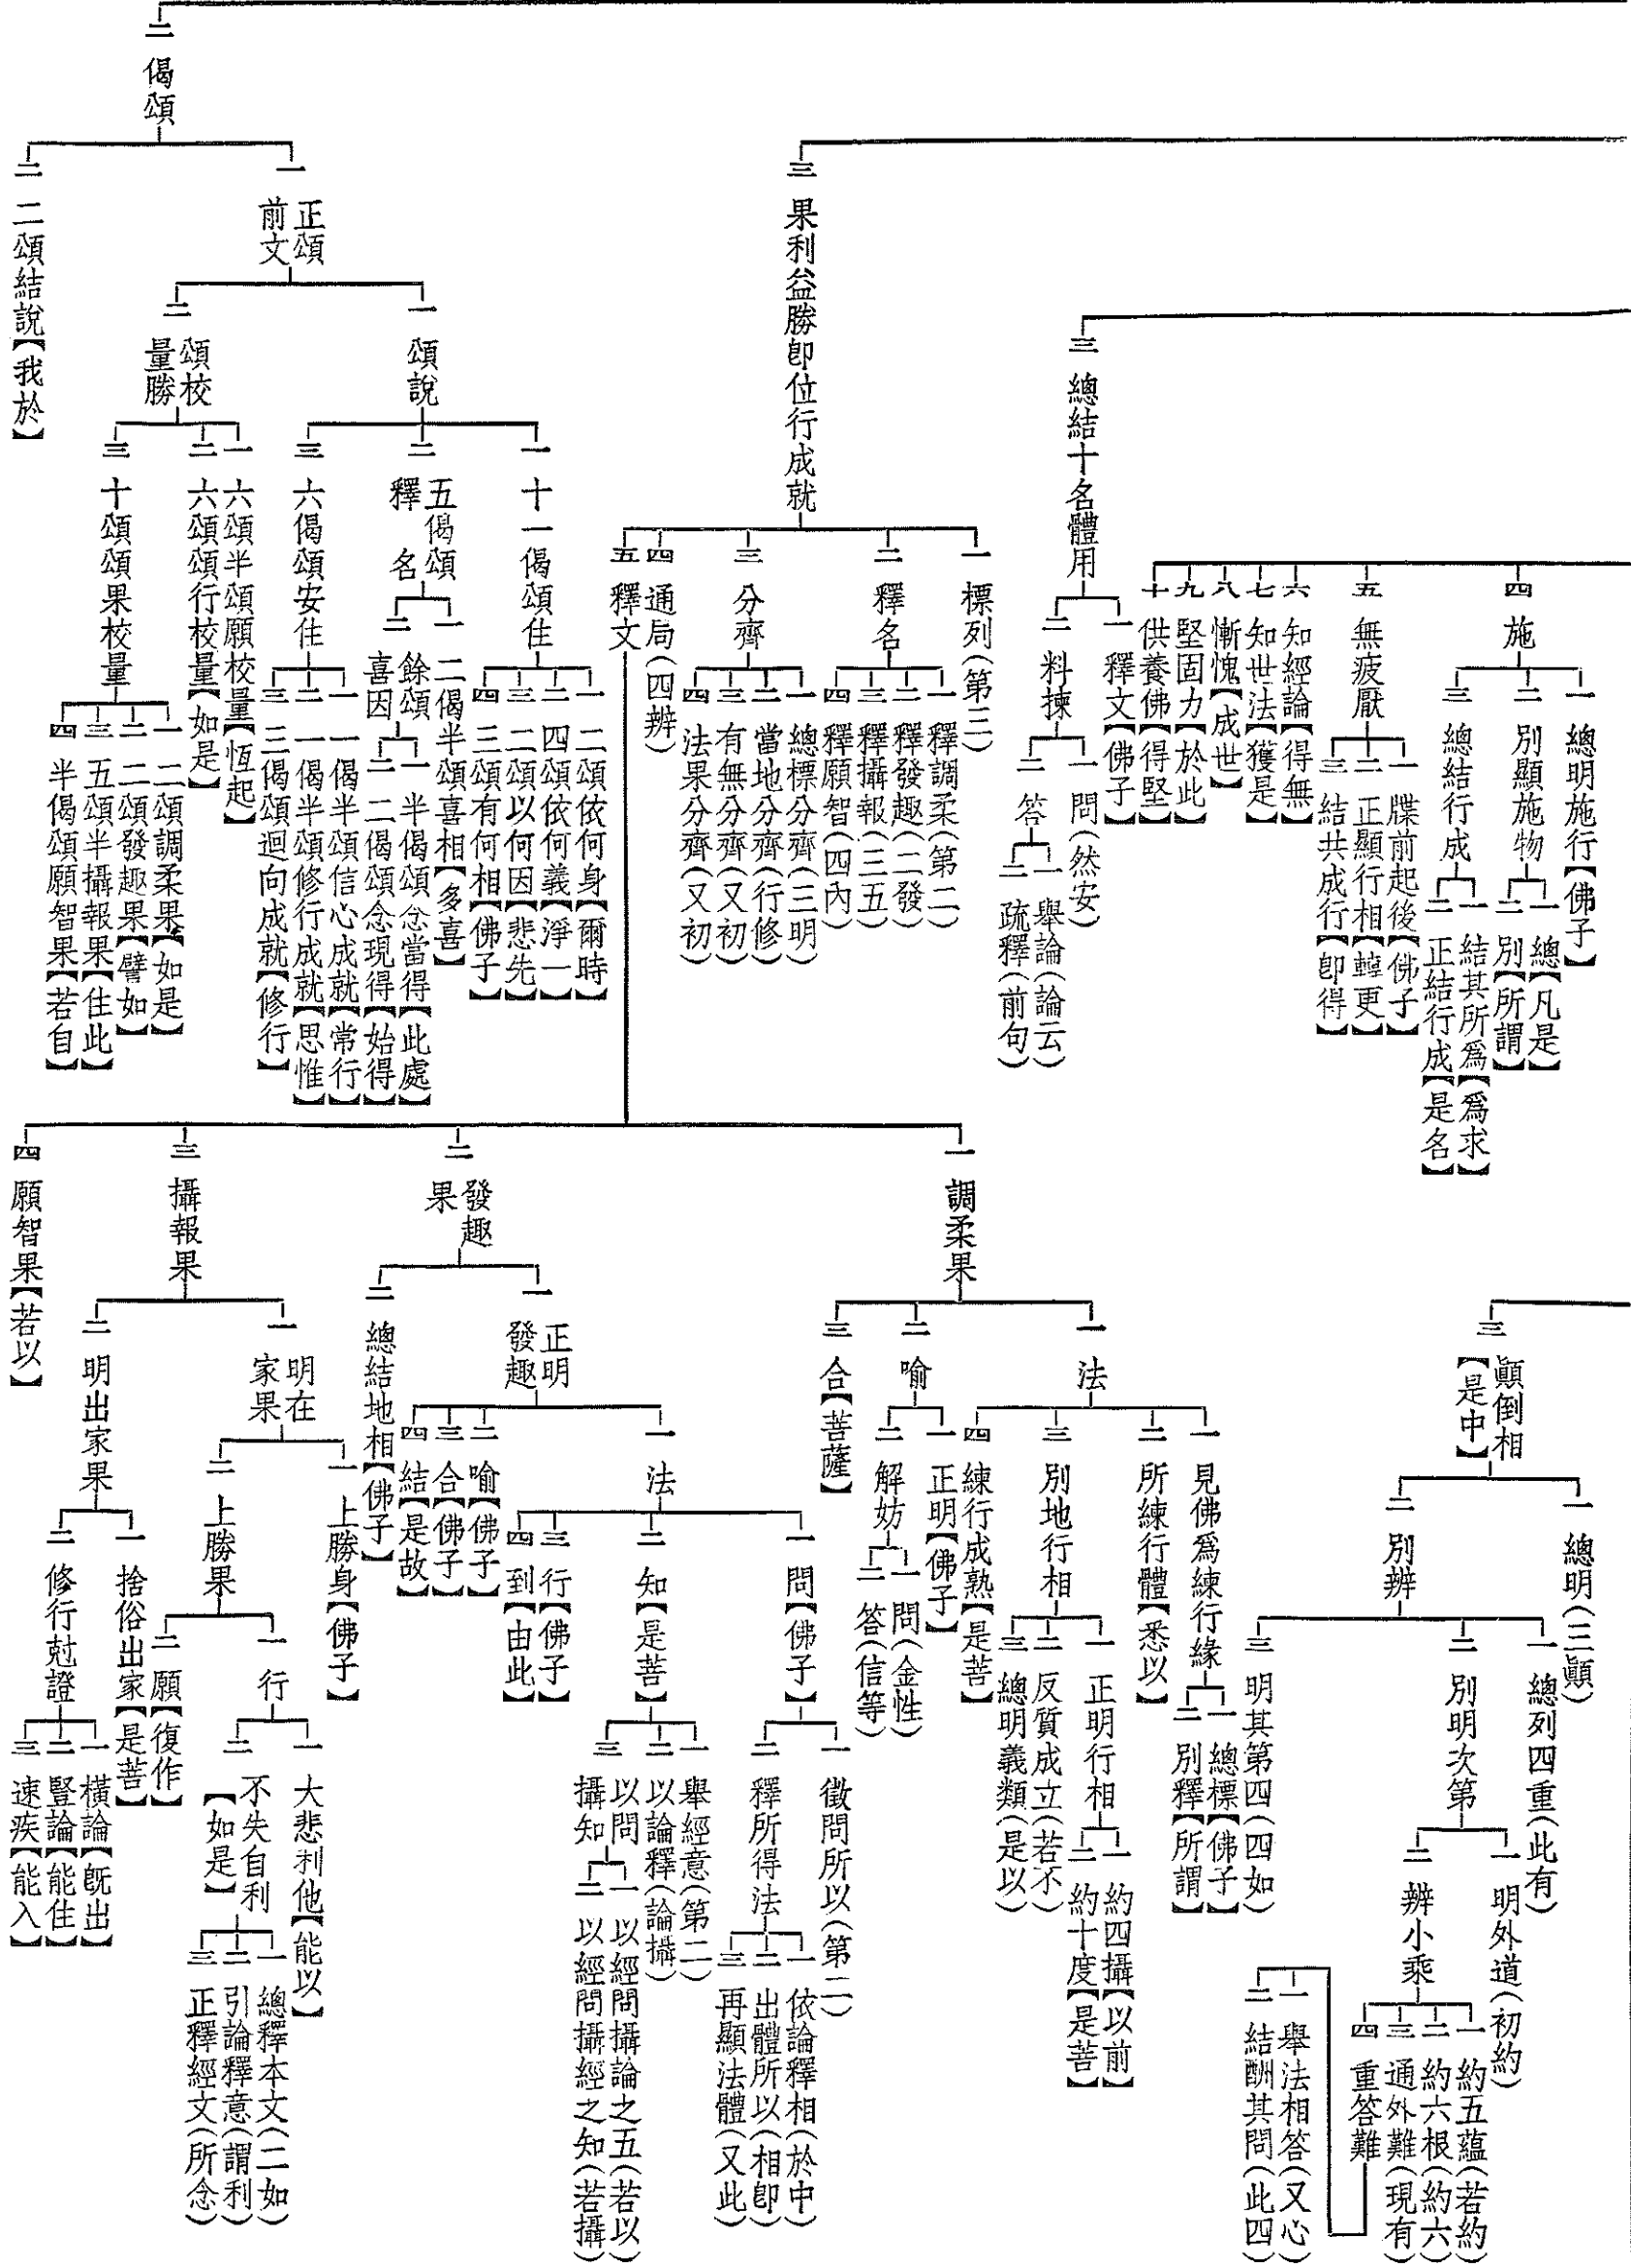 四 施
一 總明施行【佛子】
二 別顯施物
一 總【凡是】
二 別【所謂】
三 總結行成
一 結其所爲【爲求】
二 正結行成【是名】
五 無疲厭
一 牒前起後【佛子】
二 正顯行相【轉更】
三 結共成行【即得】
六 知經論【得無】
七 知世法【獲是】
八 慚愧【成世】
九 堅固力【於此】
十 供養佛【得堅】
三 總結十名體用
一 釋文【佛子】
二 料揀
一 問(然安)
二 答
一 舉論(論云)
二 疏釋(前句)
三 果利益勝卽位行成就
一 標列(第三)
二 釋名
一 釋調柔(第二)
二 釋發趣(二發)
三 釋攝報(三五)
四 釋願智(四內)
三 分齊
一 總標分齊(三明)
二 當地分齊(行修)
三 有無分齊(又初)
四 法果分齊(又初)
四 通局(四辨)
五 釋文
二 偈頌
一 正頌前文
一 頌說
一 十一偈頌住
一 二頌依何身【爾時】
二 四頌依何義【淨一】
三 二頌以何因【悲先】
四 三頌有何相【佛子】
二 五偈頌釋名
一 二偈半頌喜相【多喜】
二 餘頌喜因
一 半偈頌念當得【此處】
二 二偈頌念現得【始得】
三 六偈頌安住
一 一偈半頌信心成就【常行】
二 一偈半頌修行成就【思惟】
三 三偈頌迴向成就【修行】
二 頌校量勝
一 六頌半頌願校量【恆起】
二 六頌頌行校量【如是】
三 十頌頌果校量
一 二頌調柔果【如是】
二 二頌發趣果【譬如】
三 五頌半攝報果【住此】
四 半偈頌願智果【若自】
二 二頌結說【我於】
三 顚倒相【是中】
一 總明(三顚)
二 別辨
一 總列四重(此有)
二 別明次第
一 明外道(初約)
二 辨小乘
一 約五蘊(若約)
二 約六根(約六)
三 通外難(現有)
四 重答難
一 舉法相答(又心)
二 結酬其問(此四)
三 明其第四(四如)
一 調柔果
一 法
一 見佛爲練行緣
一 總標【佛子】
二 別釋【所謂】
二 所練行體【悉以】
三 別地行相
一 正明行相
一 約四攝【以前】
二 約十度【是菩】
二 反質成立(若不)
三 總明義類(是以)
四 練行成熟【是菩】
二 喻
一 正明【佛子】
二 解妨
一 問(金性)
二 答(信等)
三 合【菩薩】
二 發趣果
一 正明發趣
一 法
一 問【佛子】
一 徵問所以(第二)
二 釋所得法
一 依論釋相(於中)
二 出體所以(相卽)
三 再顯法體(又此)
二 知【是菩】
一 舉經意(第二)
二 以論釋(論攝)
三 以問攝知
一 以經問攝論之五(若以)
二 以經問攝經之知(若攝)
三 行【佛子】
四 到【由此】
二 喻【佛子】
三 合【佛子】
四 結【是故】
二 總結地相【佛子】
三 攝報果
一 明在家果
一 上勝身【佛子】
二 上勝果
一 行
一 大悲利他【能以】
二 不失自利【如是】
一 總釋本文(二如)
二 引論釋意(謂利)
三 正釋經文(所念)
二 願【復作】
二 明出家果
一 捨俗出家【是菩】
二 修行尅證
一 橫論【旣出】
二 豎論【能住】
三 速疾【能入】
四 願智果【若以】